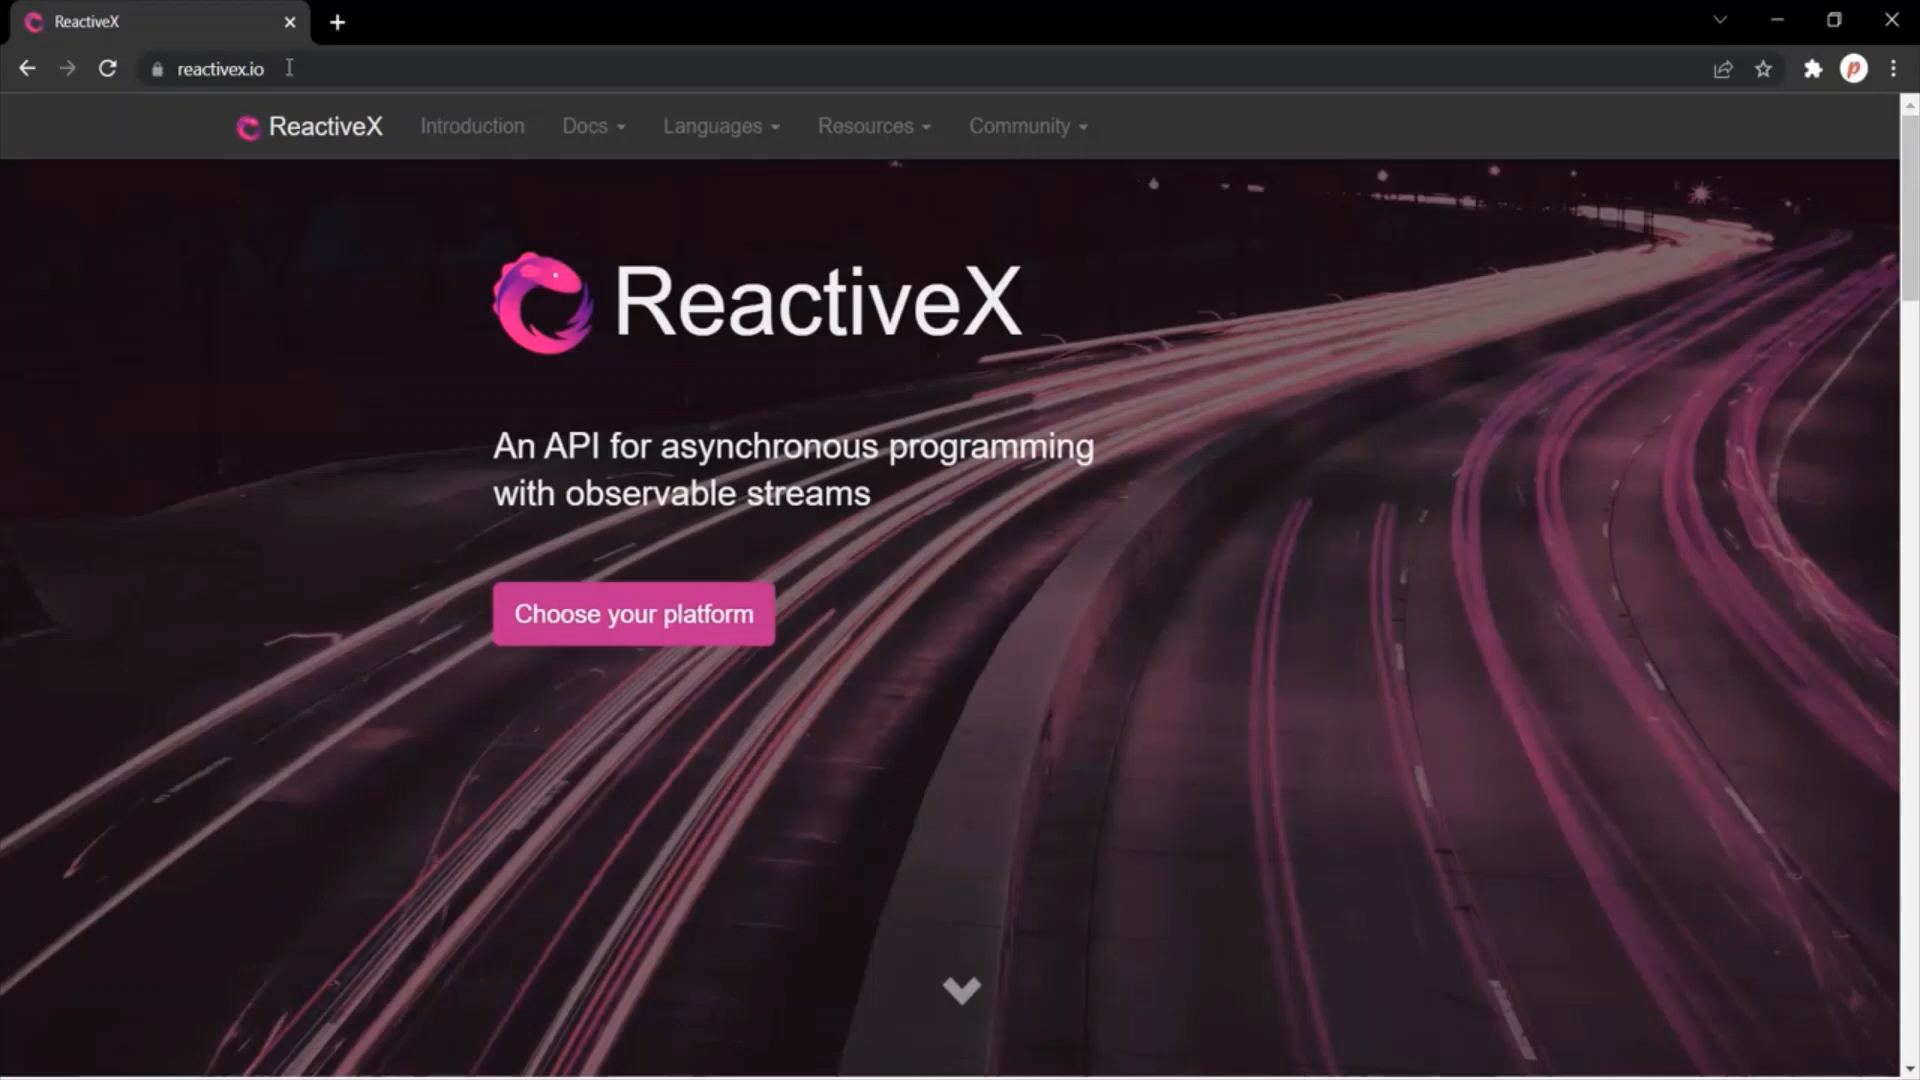 ReactiveX
reactivex.io
ReactiveX Introduction Docs Languages Resources Community
ReactiveX
An API for asynchronous programming
with observable streams
Choose your platform